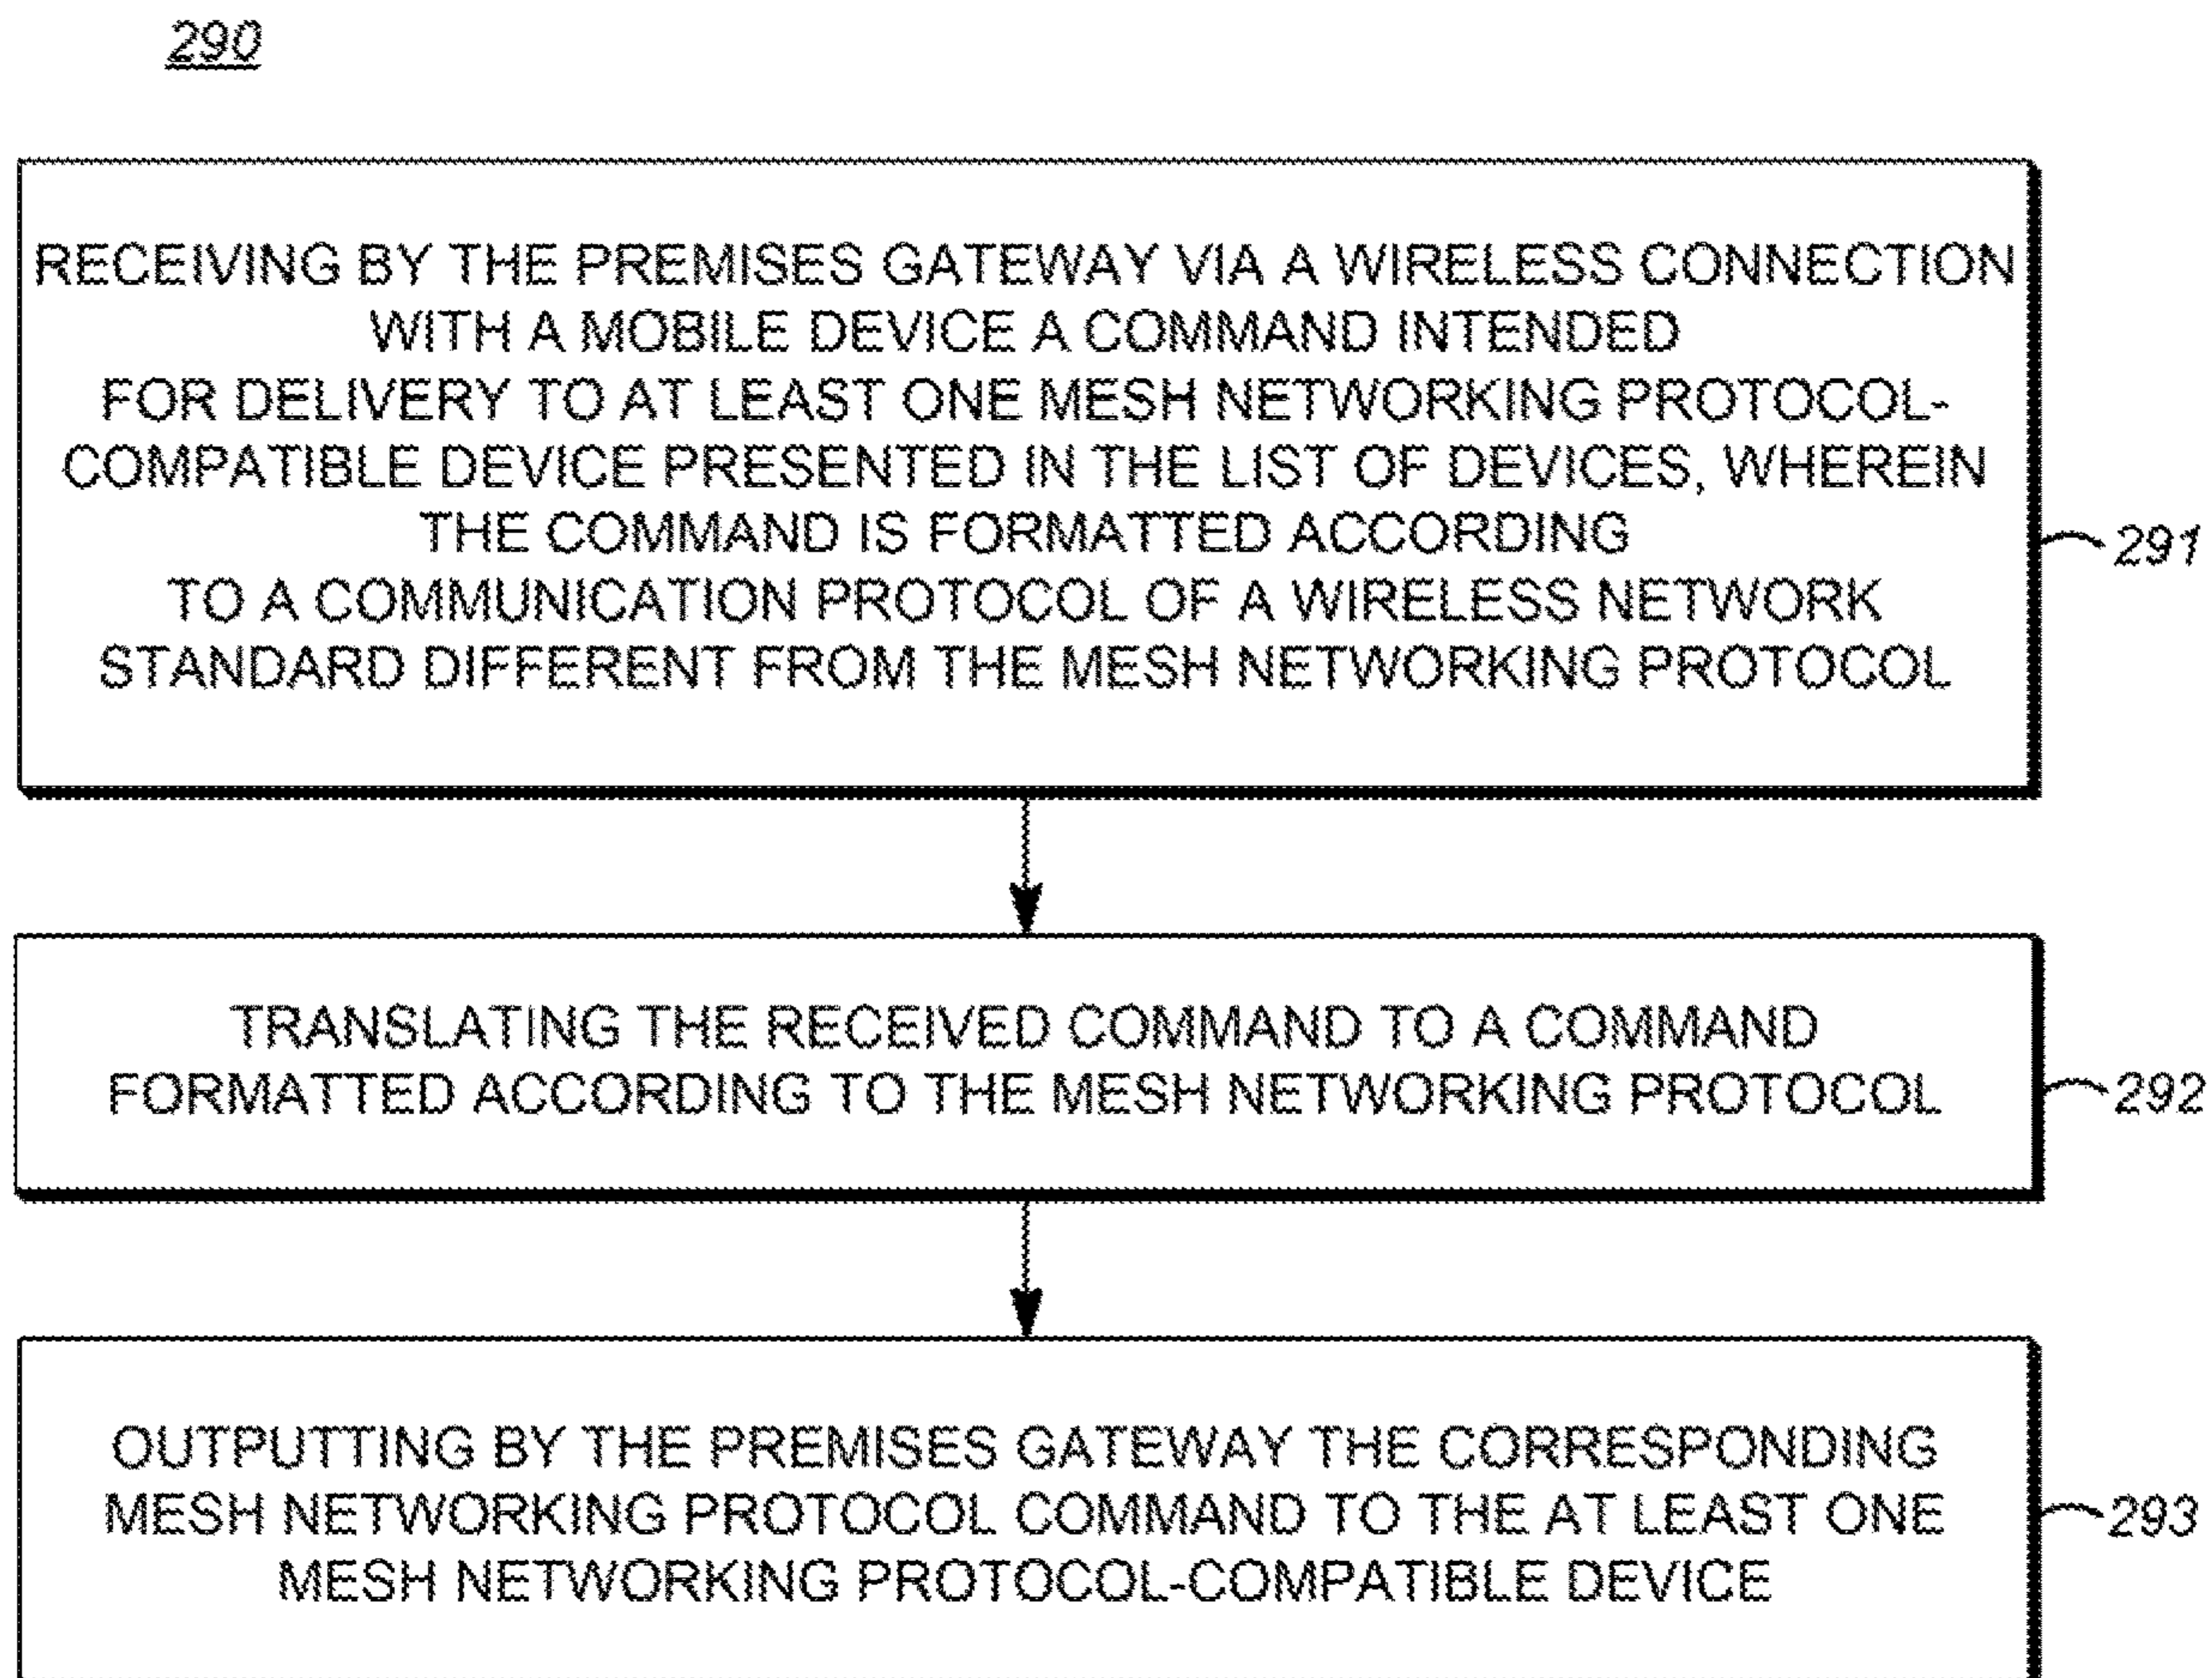 290
RECEIVING BY THE PREMISES GATEWAY VIA A WIRELESS CONNECTION
WITH A MOBILE DEVICE A COMMAND INTENDED
FOR DELIVERY TO AT LEAST ONE MESH NETWORKING PROTOCOL-
COMPATIBLE DEVICE PRESENTED IN THE LIST OF DEVICES, WHEREIN
THE COMMAND IS FORMATTED ACCORDING
TO A COMMUNICATION PROTOCOL OF A WIRELESS NETWORK
STANDARD DIFFERENT FROM THE MESH NETWORKING PROTOCOL
291
TRANSLATING THE RECEIVED COMMAND TO A COMMAND
FORMATTED ACCORDING TO THE MESH NETWORKING PROTOCOL
292
OUTPUTTING BY THE PREMISES GATEWAY THE CORRESPONDING
MESH NETWORKING PROTOCOL COMMAND TO THE AT LEAST ONE
MESH NETWORKING PROTOCOL-COMPATIBLE DEVICE
293